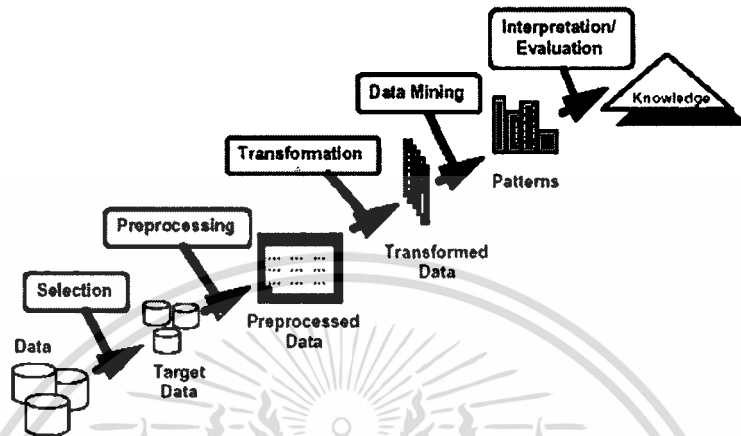 Interpretation/
Evaluation
Data Mining
Knowledge
Transformation
Patterns
Preprocessing
Transformed
Data
Selection
Preprocessed
Data
Data
Target
Data